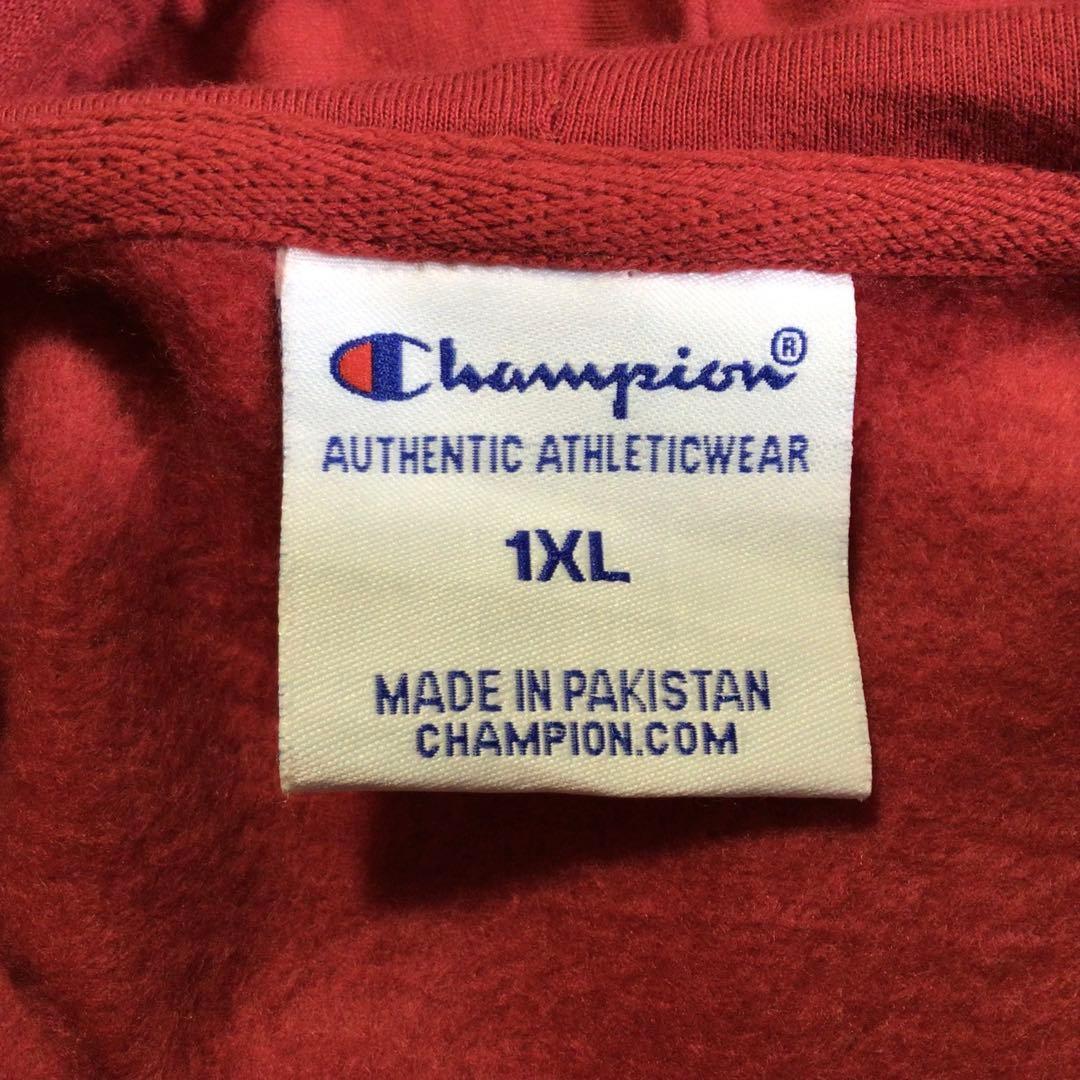 Champion®
AUTHENTIC ATHLETICWEAR
1XL
MADE IN PAKISTAN
CHAMPION.COM